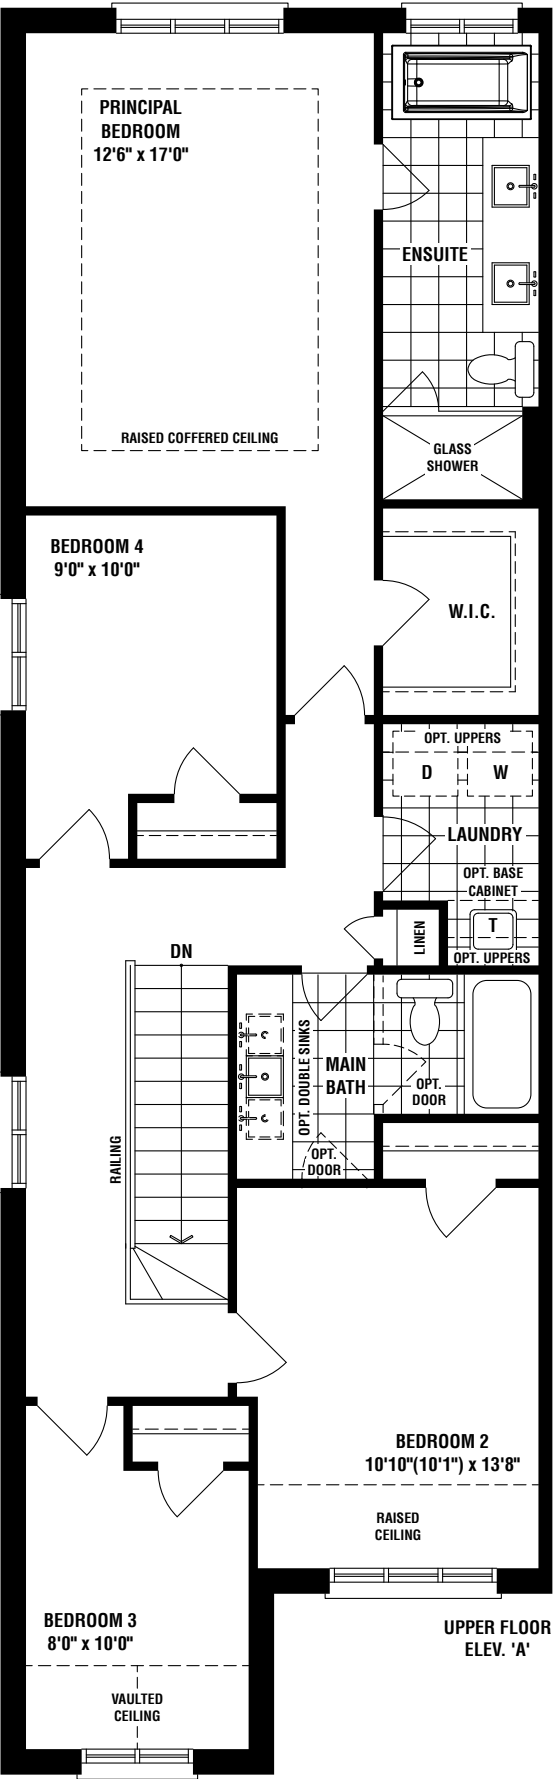 PRINCIPAL
BEDROOM
12'6" x 17'0"
ENSUITE
RAISED COFFERED CEILING
GLASS
SHOWER
BEDROOM 4
9'0" x 10'0"
W.I.C.
OPT. UPPERS
D
W
LAUNDRY
OPT. BASE
CABINET
LINEN
T
OPT. UPPERS
DN
OPT. DOUBLE SINKS
MAIN
BATH
OPT.
DOOR
RAILING
OPT.
DOOR
BEDROOM 2
10'10"(10'1") x 13'8"
RAISED
CEILING
BEDROOM 3
8'0" x 10'0"
UPPER FLOOR
ELEV. 'A'
VAULTED
CEILING